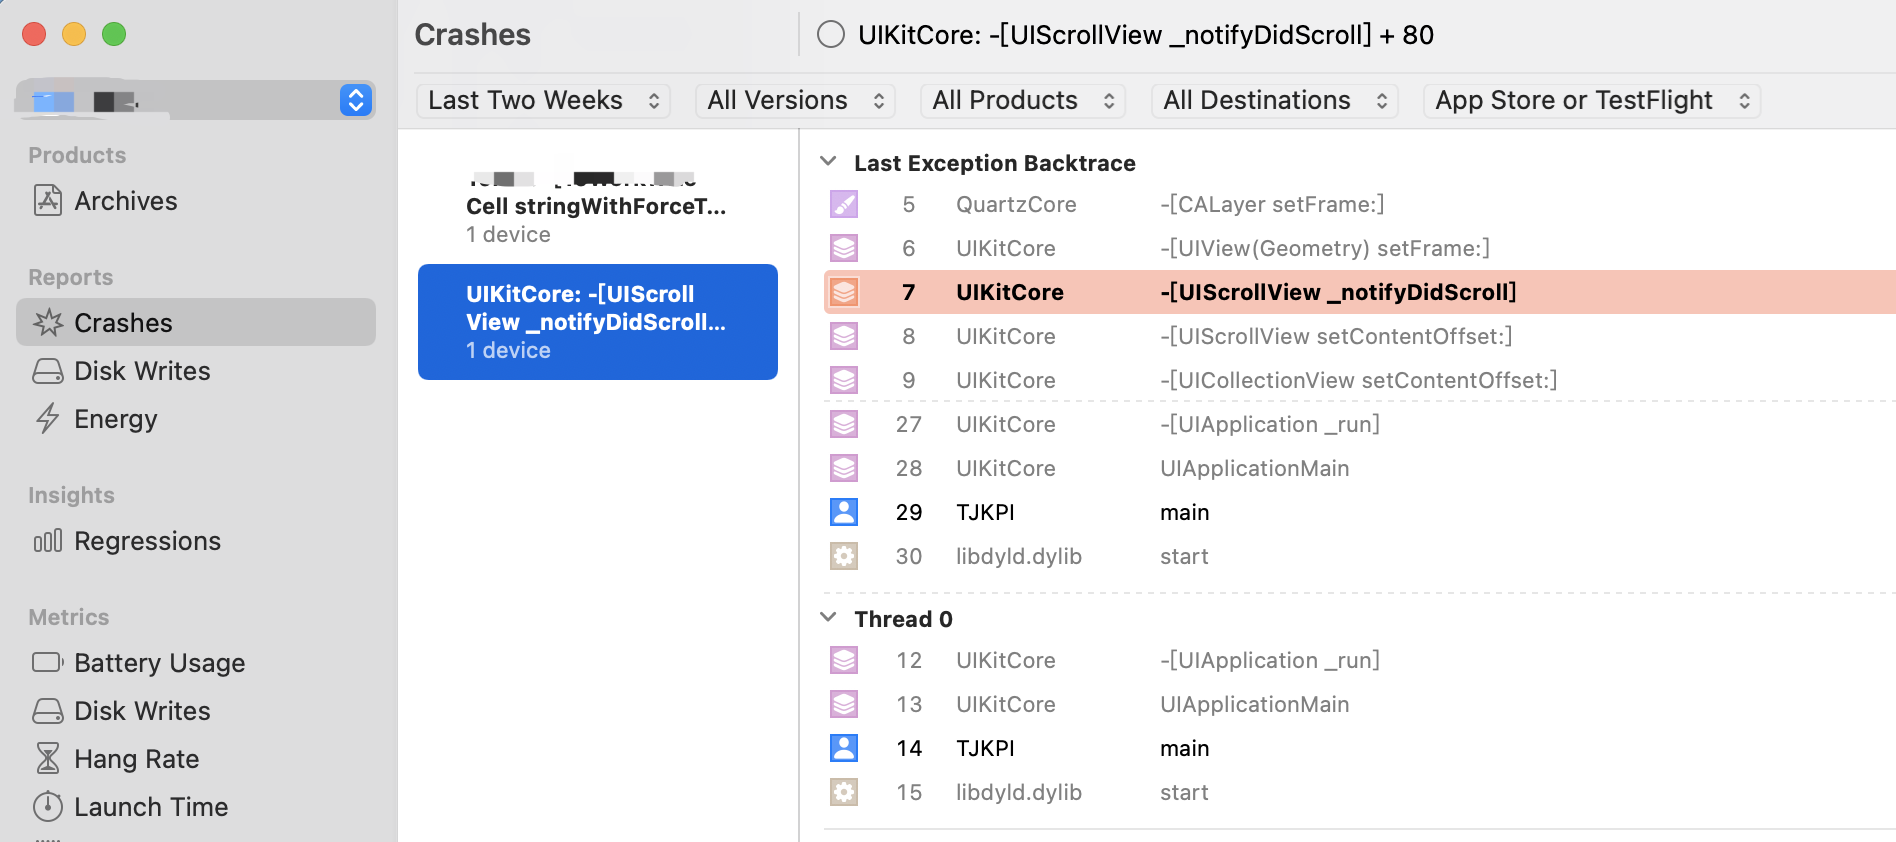 Crashes
UIKitCore: -[UIScrollView _notifyDidScroll] + 80
Last Two Weeks
All Versions
All Products
All Destinations
App Store or TestFlight
Products
Archives
Reports
Crashes
Disk Writes
Energy
Insights
Regressions
Metrics
Battery Usage
Disk Writes
Hang Rate
Launch Time
Cell stringWithForceT...
1 device
UIKitCore: -[UIScroll
View _notifyDidScroll...
1 device
Last Exception Backtrace
5 QuartzCore -[CALayer setFrame:]
6 UIKitCore -[UIView(Geometry) setFrame:]
7 UIKitCore -[UIScrollView _notifyDidScroll]
8 UIKitCore -[UIScrollView setContentOffset:]
9 UIKitCore -[UICollectionView setContentOffset:]
27 UIKitCore -[UIApplication _run]
28 UIKitCore UIApplicationMain
29 TJKPI main
30 libdyld.dylib start
Thread 0
12 UIKitCore -[UIApplication _run]
13 UIKitCore UIApplicationMain
14 TJKPI main
15 libdyld.dylib start